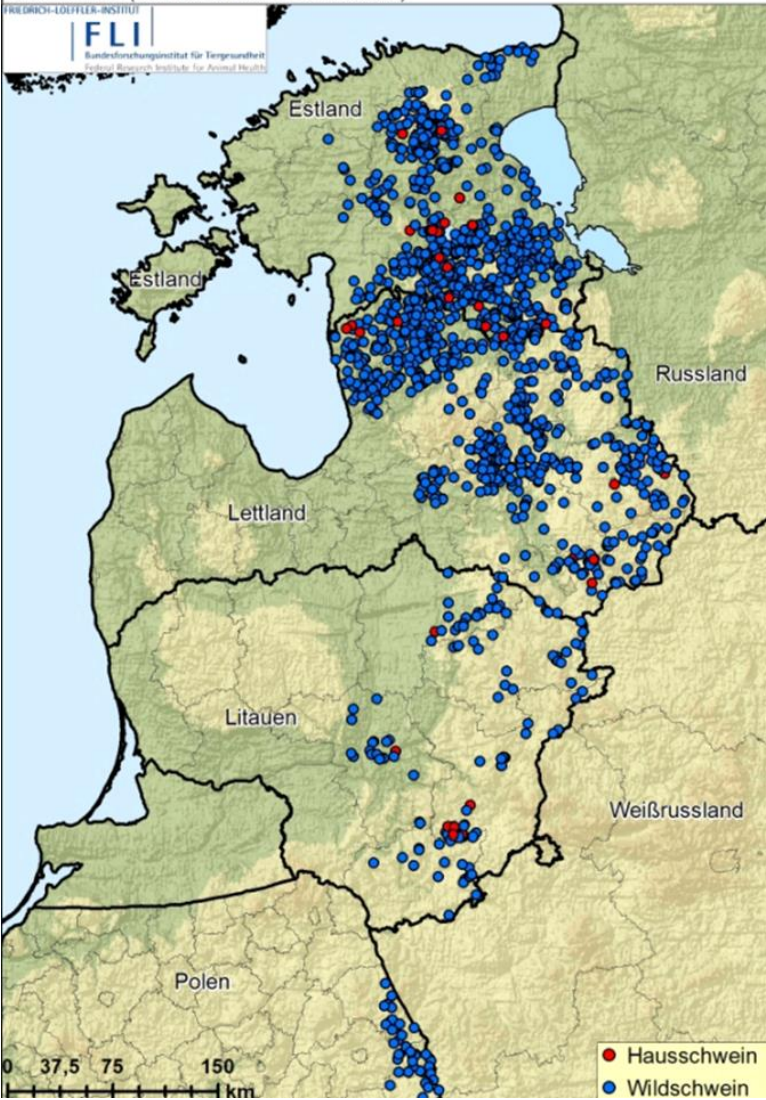 FRIEDRICH-LOEFFLER-INSTITUT
FLI
Bundesforschungsinstitut für Tiergesundheit
Federal Research Institute for Animal Health
Estland
Estland
Russland
Lettland
Litauen
Weißrussland
Polen
0 37,5 75 150
km
Hausschwein
Wildschwein